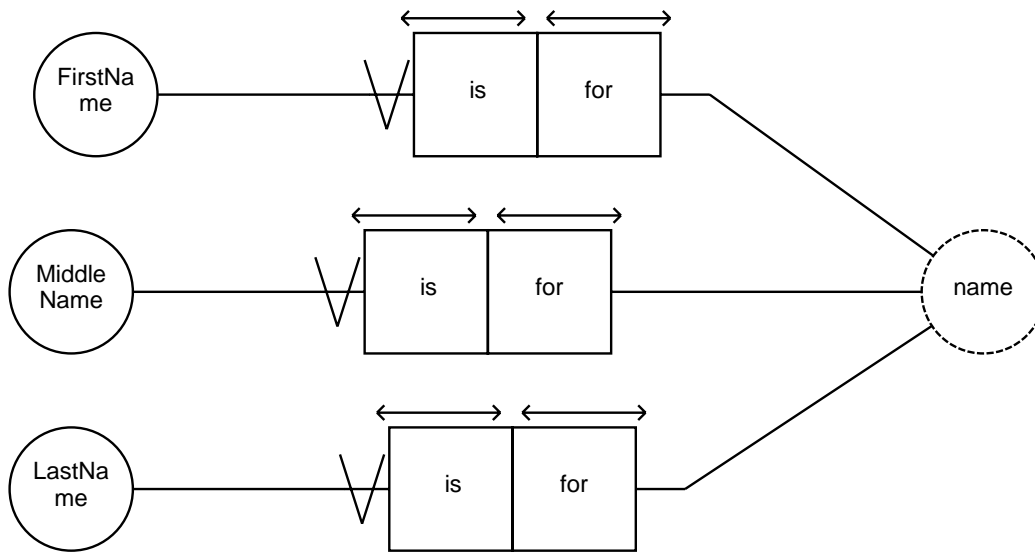 FirstNa
me
is
for
Middle
Name
is
for
name
LastNa
me
is
for